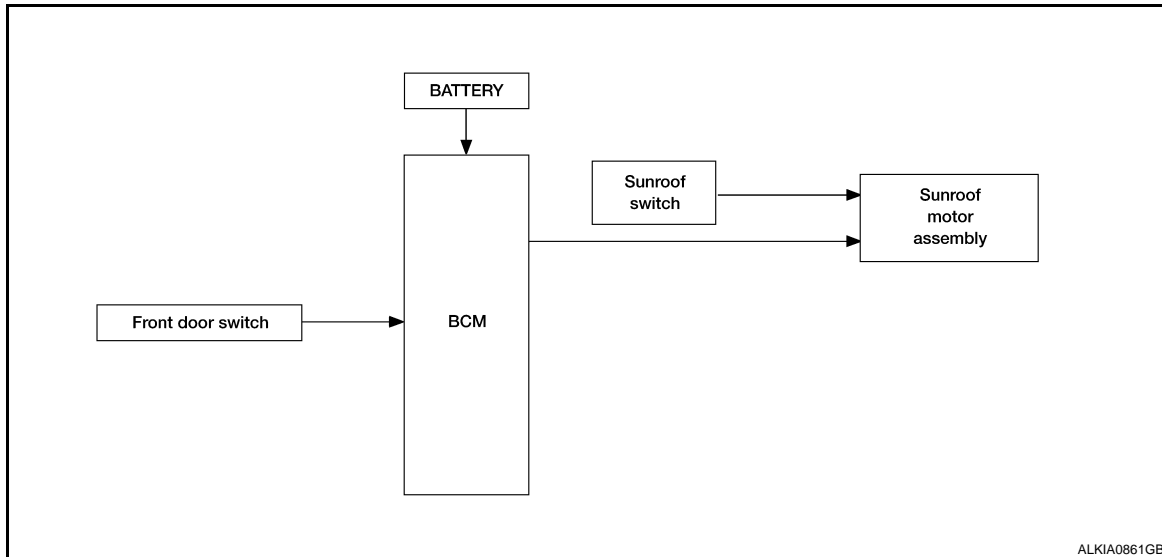 BATTERY
Sunroof
switch
Sunroof
motor
assembly
Front door switch
BCM
ALKIA0861GB